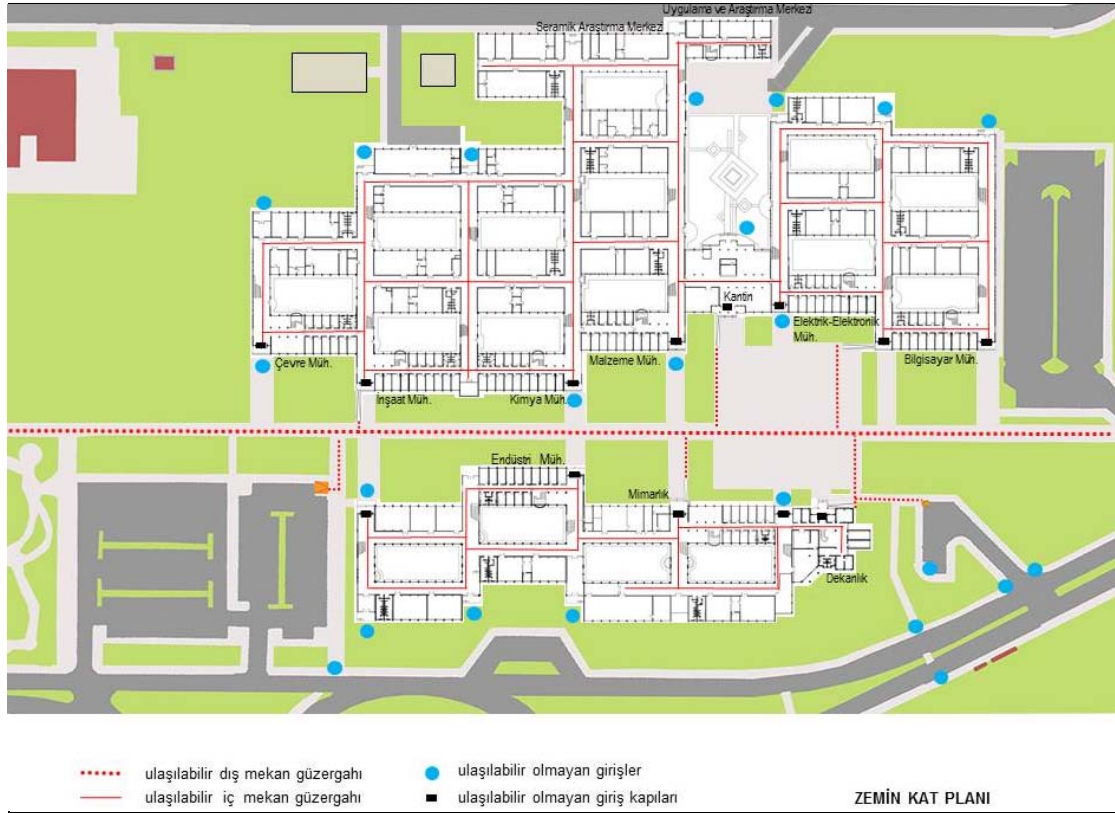 Uygulama ve Araştırma Merkezi
Seramik Araştırma Merkezi
Kantin
Elektrik-Elektronik
Müh.
Çevre Müh.
Malzeme Müh.
Bilgisayar Müh.
İnşaat Müh.
Kimya Müh.
Endüstri Müh.
Mimarlık
Dekanlık
ulaşılabilir dış mekan güzergahı
ulaşılabilir olmayan girişler
ulaşılabilir iç mekan güzergahı
ulaşılabilir olmayan giriş kapıları
ZEMİN KAT PLANI